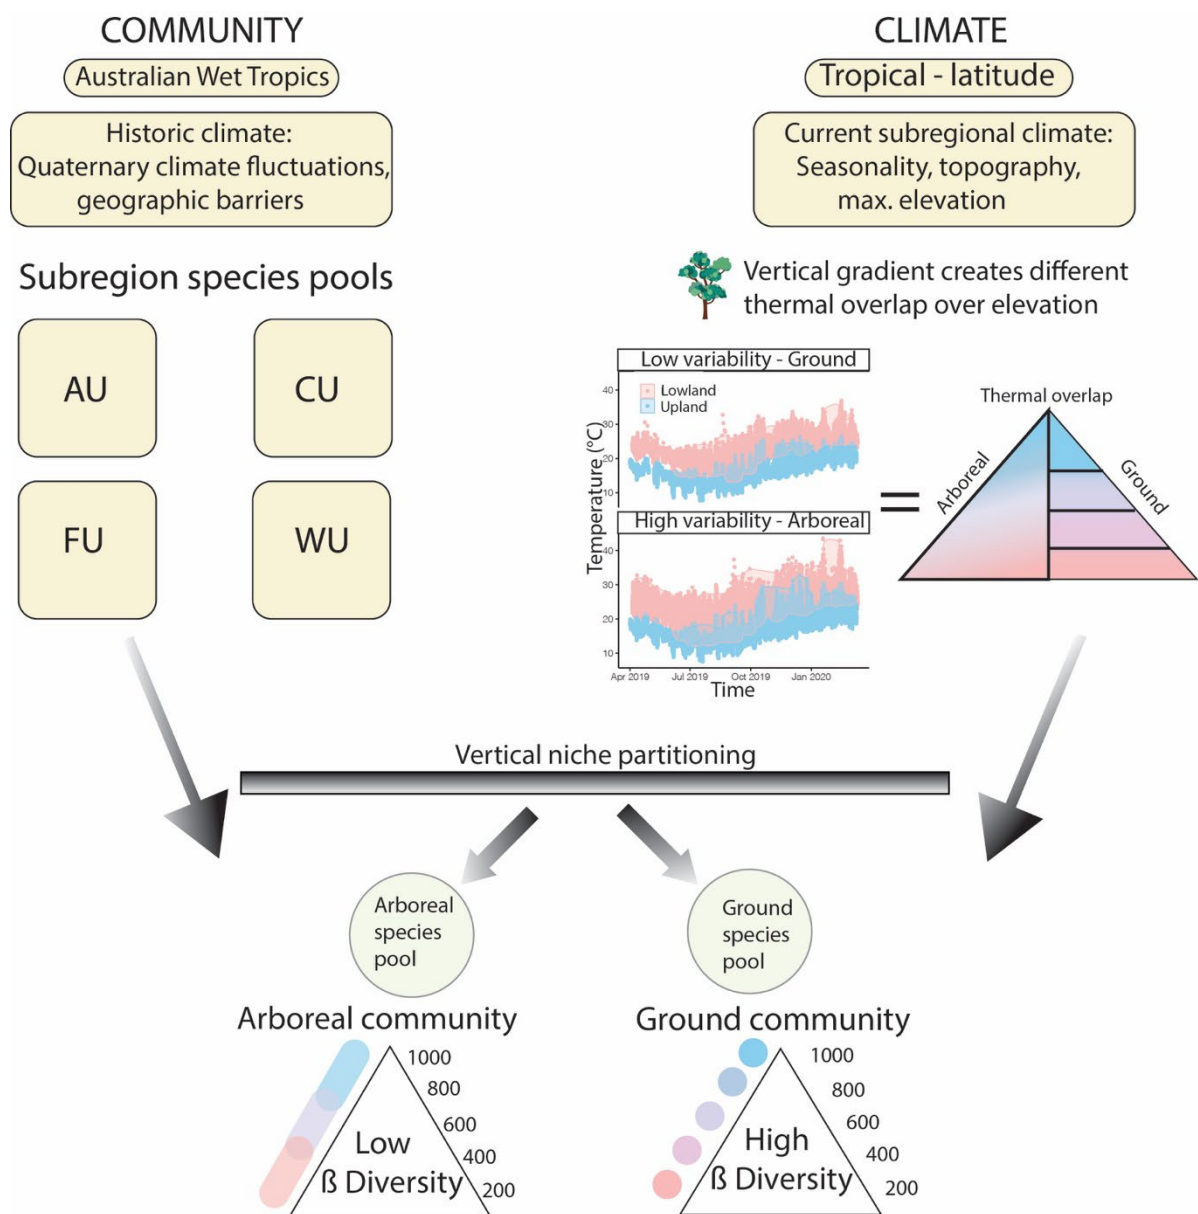 COMMUNITY
Australian Wet Tropics
Historic climate:
Quaternary climate fluctuations,
geographic barriers
Subregion species pools
AU
CU
FU
WU
CLIMATE
Tropical - latitude
Current subregional climate:
Seasonality, topography,
max. elevation
Vertical gradient creates different
thermal overlap over elevation
Low variability - Ground
Lowland
Upland
40
30
20
10
High variability - Arboreal
40
30
20
10
Temperature (°C)
Apr 2019
Jul 2019
Oct 2019
Jan 2020
Time
=
Thermal overlap
Arboreal
Ground
Vertical niche partitioning
Arboreal
species
pool
Ground
species
pool
Arboreal community
1000
800
600
400
200
Low
ß Diversity
Ground community
1000
800
600
400
200
High
ß Diversity